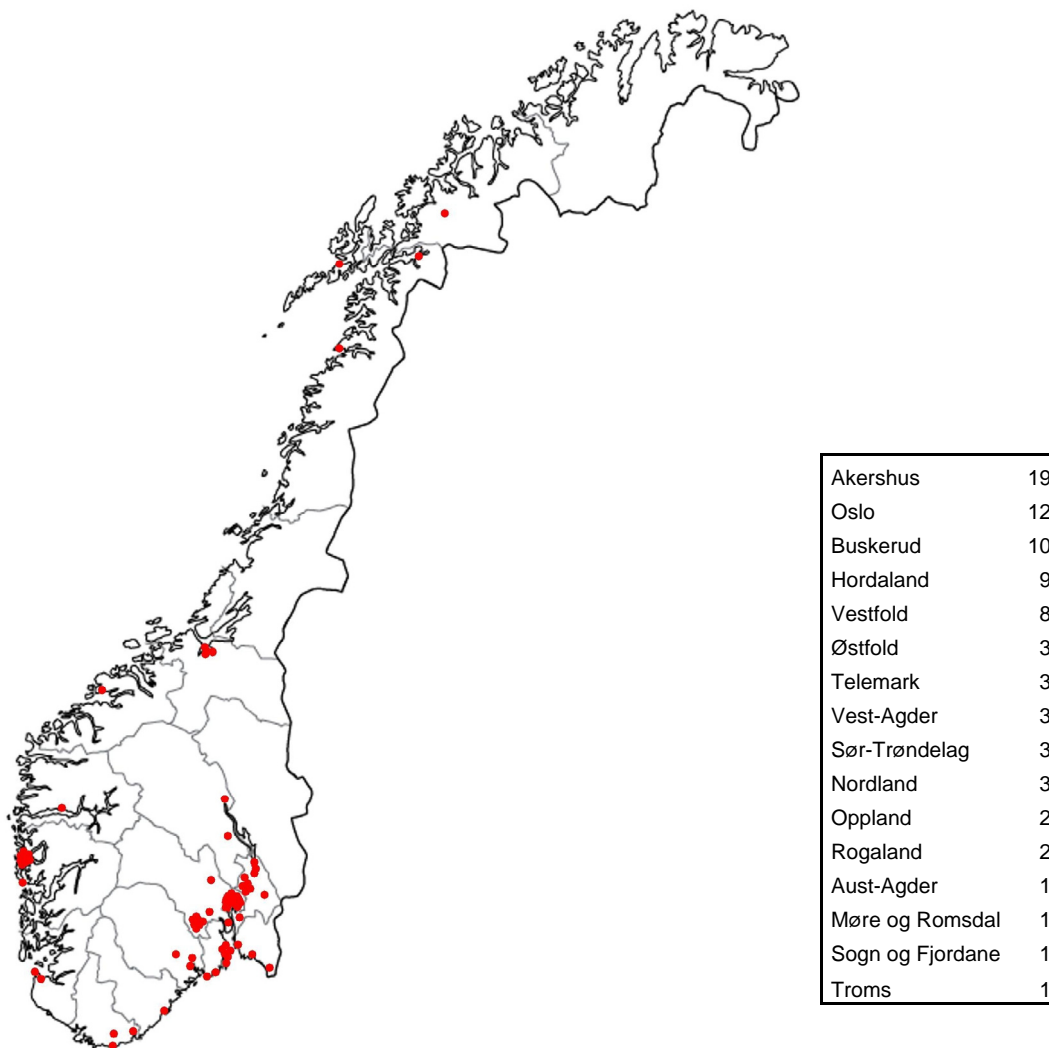 Akershus 19
Oslo 12
Buskerud 10
Hordaland 9
Vestfold 8
Østfold 3
Telemark 3
Vest-Agder 3
Sør-Trøndelag 3
Nordland 3
Oppland 2
Rogaland 2
Aust-Agder 1
Møre og Romsdal 1
Sogn og Fjordane 1
Troms 1